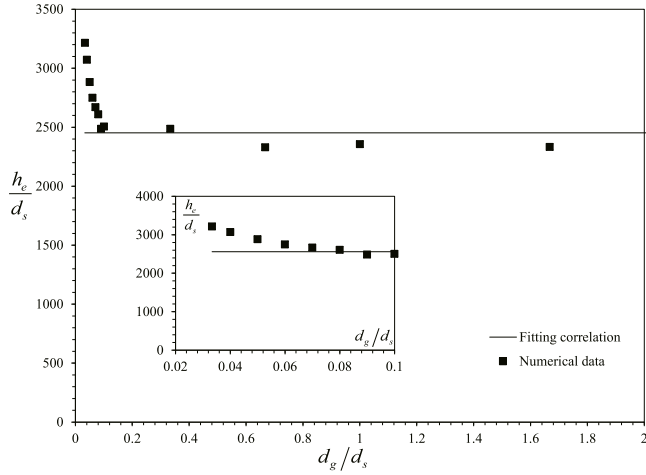 3500
3000
2500
2000
1500
1000
500
0
h_e
d_s
4000
3000
2000
1000
0
h_e
d_s
d_g/d_s
0.02 0.04 0.06 0.08 0.1
Fitting correlation
Numerical data
0 0.2 0.4 0.6 0.8 1 1.2 1.4 1.6 1.8 2
d_g/d_s